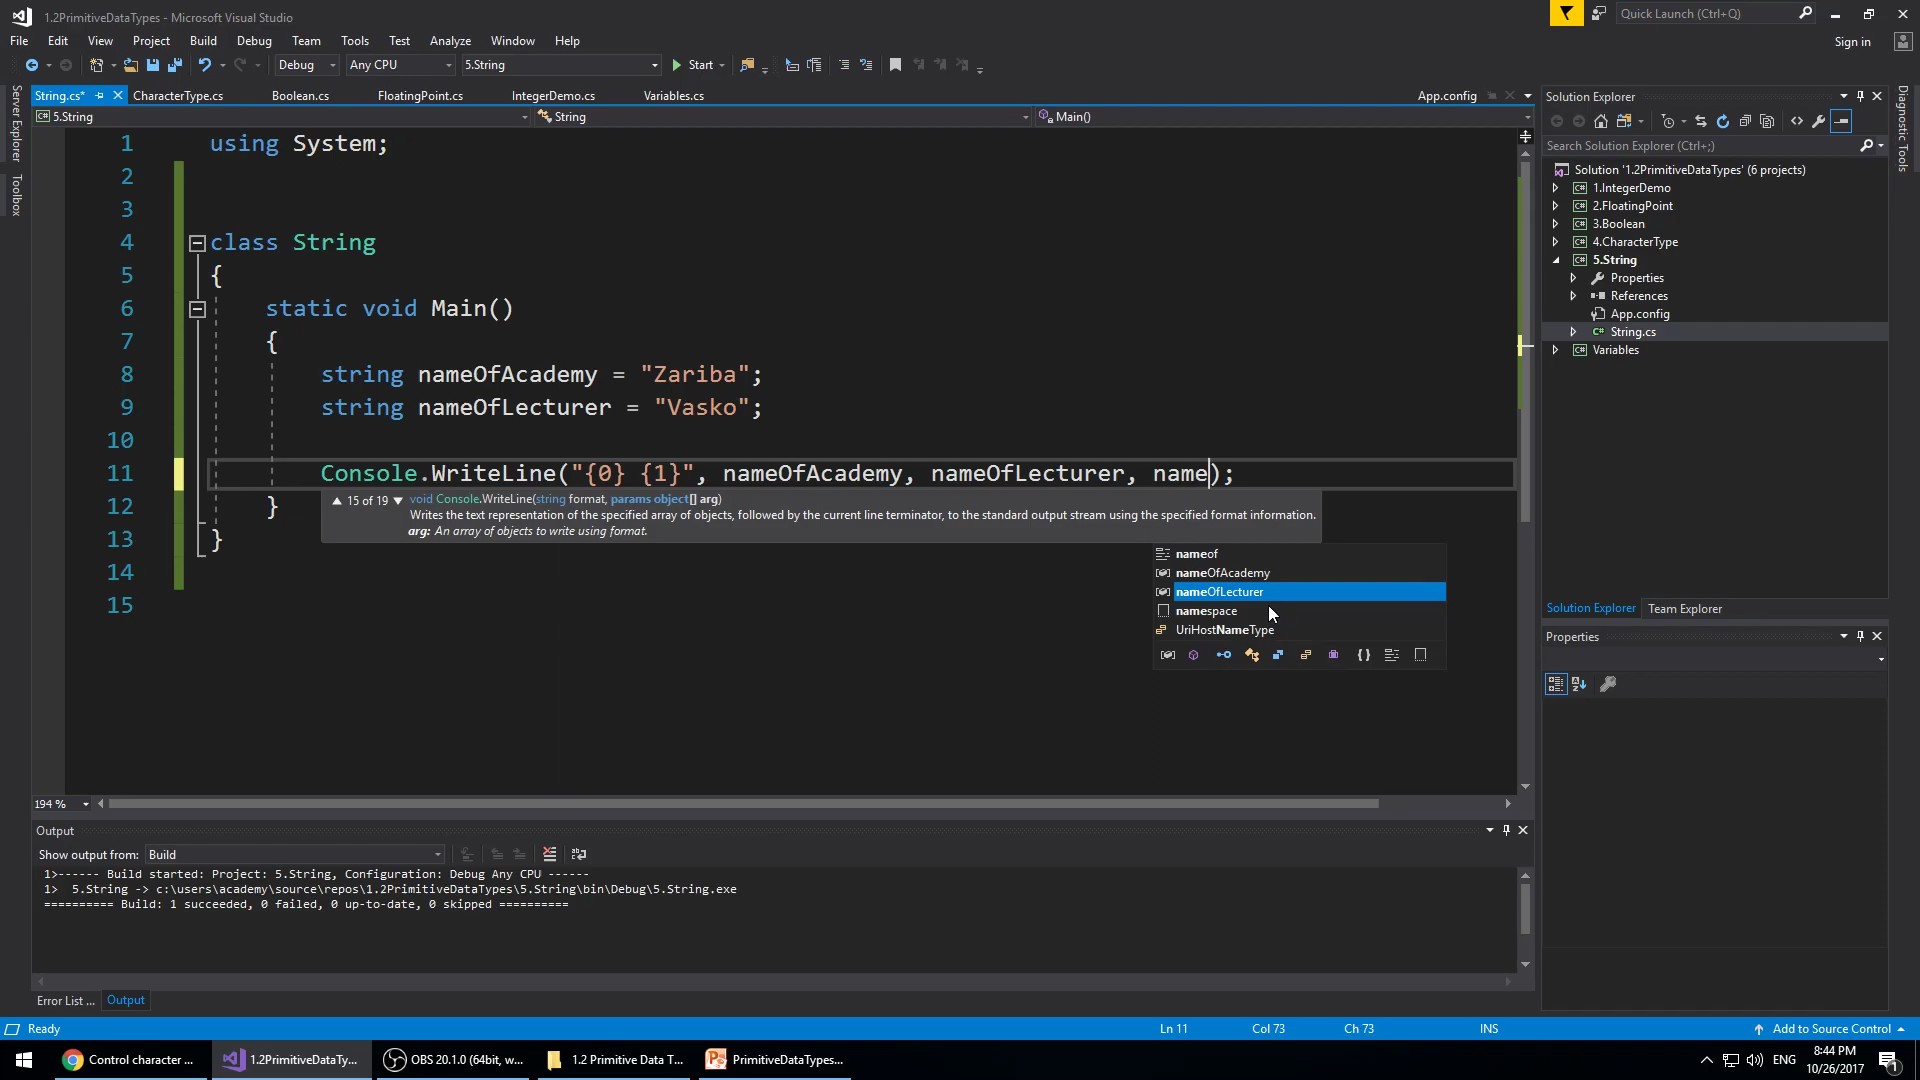 1.2PrimitiveDataTypes - Microsoft Visual Studio
Quick Launch (Ctrl+Q)
File Edit View Project Build Debug Team Tools Test Analyze Window Help
Sign in
Debug Any CPU 5.String Start
Server Explorer
Toolbox
String.cs* CharacterType.cs Boolean.cs FloatingPoint.cs IntegerDemo.cs Variables.cs App.config
5.String String Main()
1 using System;
2
3
4 class String
5 {
6 static void Main()
7 {
8 string nameOfAcademy = "Zariba";
9 string nameOfLecturer = "Vasko";
10
11 Console.WriteLine("{0} {1}", nameOfAcademy, nameOfLecturer, name);
12 }
13 }
14
15
15 of 19 void Console.WriteLine(string format, params object[] arg)
Writes the text representation of the specified array of objects, followed by the current line terminator, to the standard output stream using the specified format information.
arg: An array of objects to write using format.
nameof
nameOfAcademy
nameOfLecturer
namespace
UriHostNameType
194 %
Output
Show output from: Build
1>------ Build started: Project: 5.String, Configuration: Debug Any CPU ------
1>  5.String -> c:\users\academy\source\repos\1.2PrimitiveDataTypes\5.String\bin\Debug\5.String.exe
========== Build: 1 succeeded, 0 failed, 0 up-to-date, 0 skipped ==========
Error List ... Output
Solution Explorer
Search Solution Explorer (Ctrl+;)
Solution '1.2PrimitiveDataTypes' (6 projects)
1.IntegerDemo
2.FloatingPoint
3.Boolean
4.CharacterType
5.String
Properties
References
App.config
String.cs
Variables
Solution Explorer Team Explorer
Properties
Diagnostic Tools
Ready Ln 11 Col 73 Ch 73 INS Add to Source Control
Control character ... 1.2PrimitiveDataTy... OBS 20.1.0 (64bit, w... 1.2 Primitive Data T... PrimitiveDataTypes... ENG 8:44 PM
10/26/2017 1